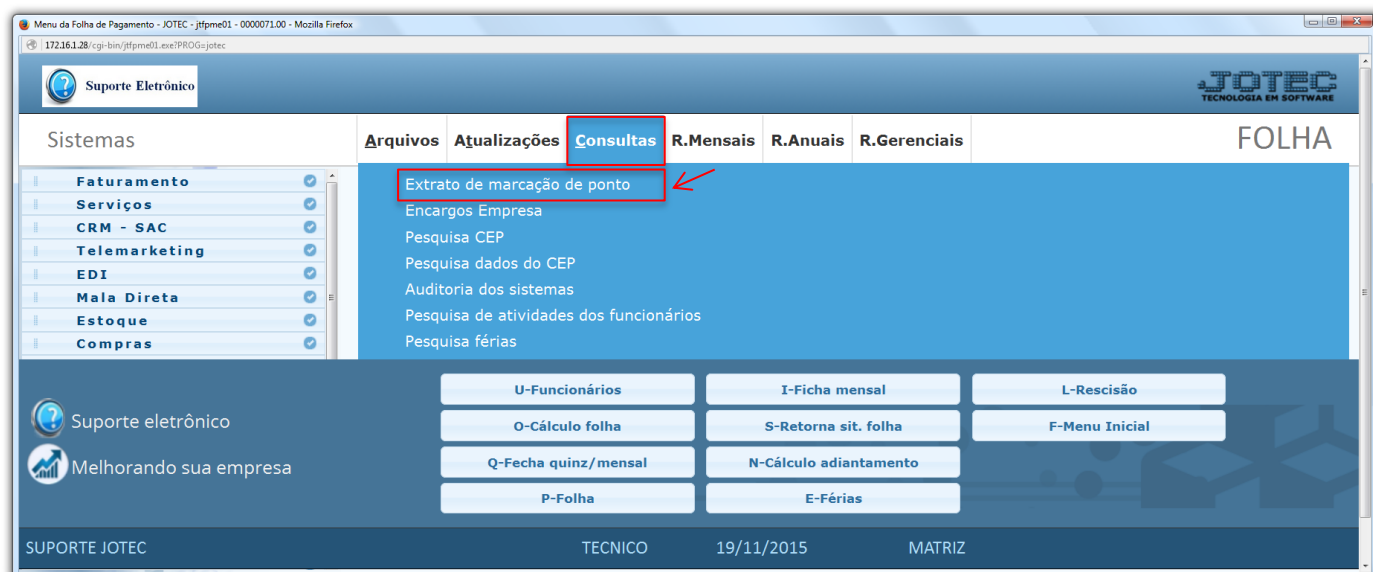 Menu da Folha de Pagamento - JOTEC - jtfpme01 - 0000071.00 - Mozilla Firefox
172.16.1.28/cgi-bin/jtfpme01.exe?PROG=jotec
Suporte Eletrônico
JOTEC
TECNOLOGIA EM SOFTWARE
Sistemas
Arquivos Atualizações Consultas R.Mensais R.Anuais R.Gerenciais
FOLHA
Faturamento
Serviços
CRM - SAC
Telemarketing
EDI
Mala Direta
Estoque
Compras
Extrato de marcação de ponto
Encargos Empresa
Pesquisa CEP
Pesquisa dados do CEP
Auditoria dos sistemas
Pesquisa de atividades dos funcionários
Pesquisa férias
Suporte eletrônico
Melhorando sua empresa
U-Funcionários I-Ficha mensal L-Rescisão
O-Cálculo folha S-Retorna sit. folha F-Menu Inicial
Q-Fecha quinz/mensal N-Cálculo adiantamento
P-Folha E-Férias
SUPORTE JOTEC TECNICO 19/11/2015 MATRIZ